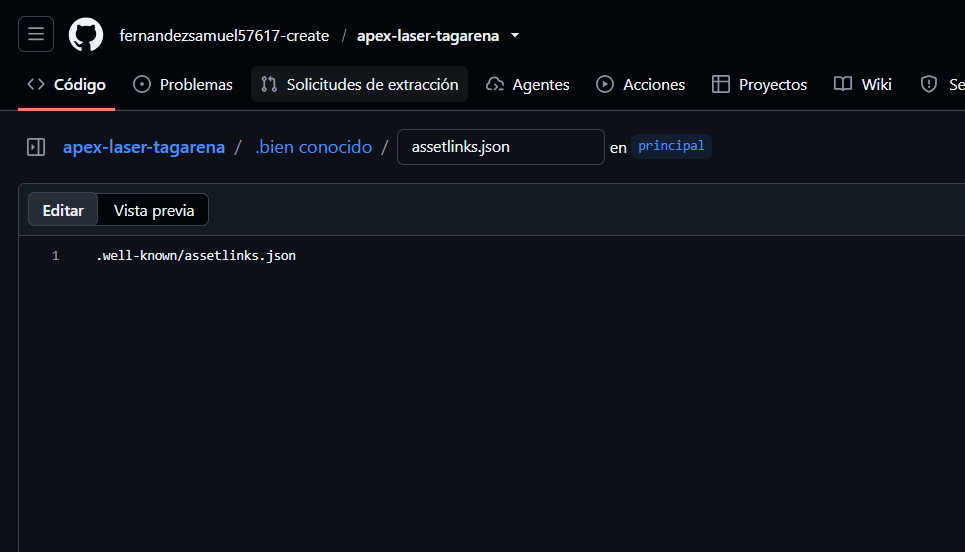 fernandezsamuel57617-create / apex-laser-tagarena
Código Problemas Solicitudes de extracción Agentes Acciones Proyectos Wiki Se
apex-laser-tagarena / .bien conocido / assetlinks.json en principal
Editar Vista previa
1 .well-known/assetlinks.json